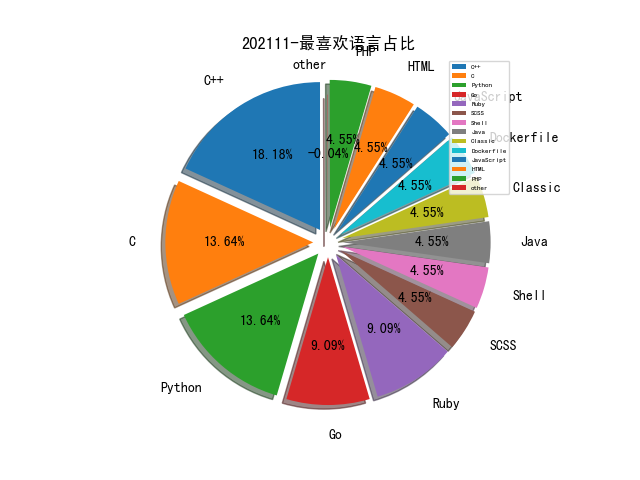 202111-最喜欢语言占比
C++
C
Python
Go
Ruby
SCSS
Shell
Java
Classic
Dockerfile
JavaScript
HTML
PHP
other
18.18%
13.64%
13.64%
9.09%
9.09%
4.55%
4.55%
4.55%
4.55%
4.55%
4.55%
4.55%
4.55%
-0.04%
C++
C
Python
Go
Ruby
SCSS
Shell
Java
Classic
Dockerfile
JavaScript
HTML
PHP
other